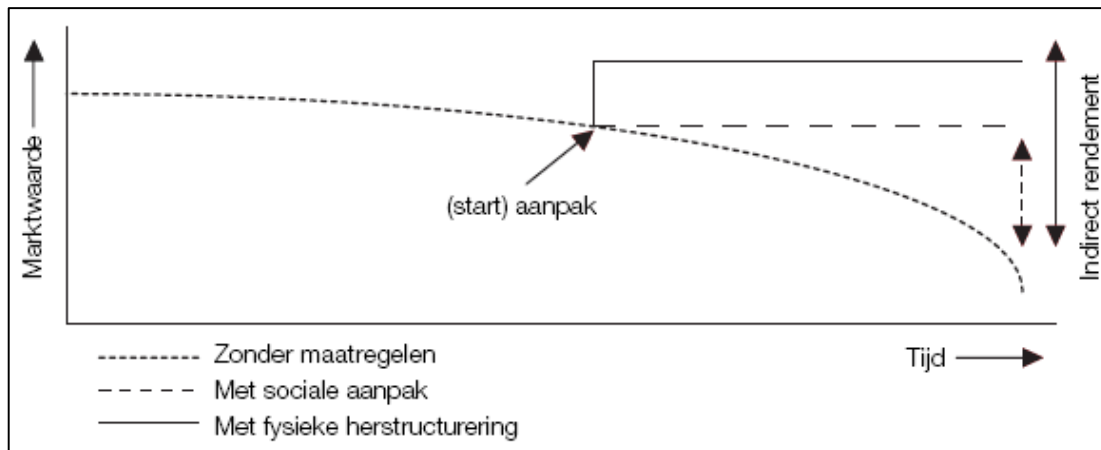 Marktwaarde
(start) aanpak
Indirect rendement
Zonder maatregelen
Tijd
Met sociale aanpak
Met fysieke herstructurering